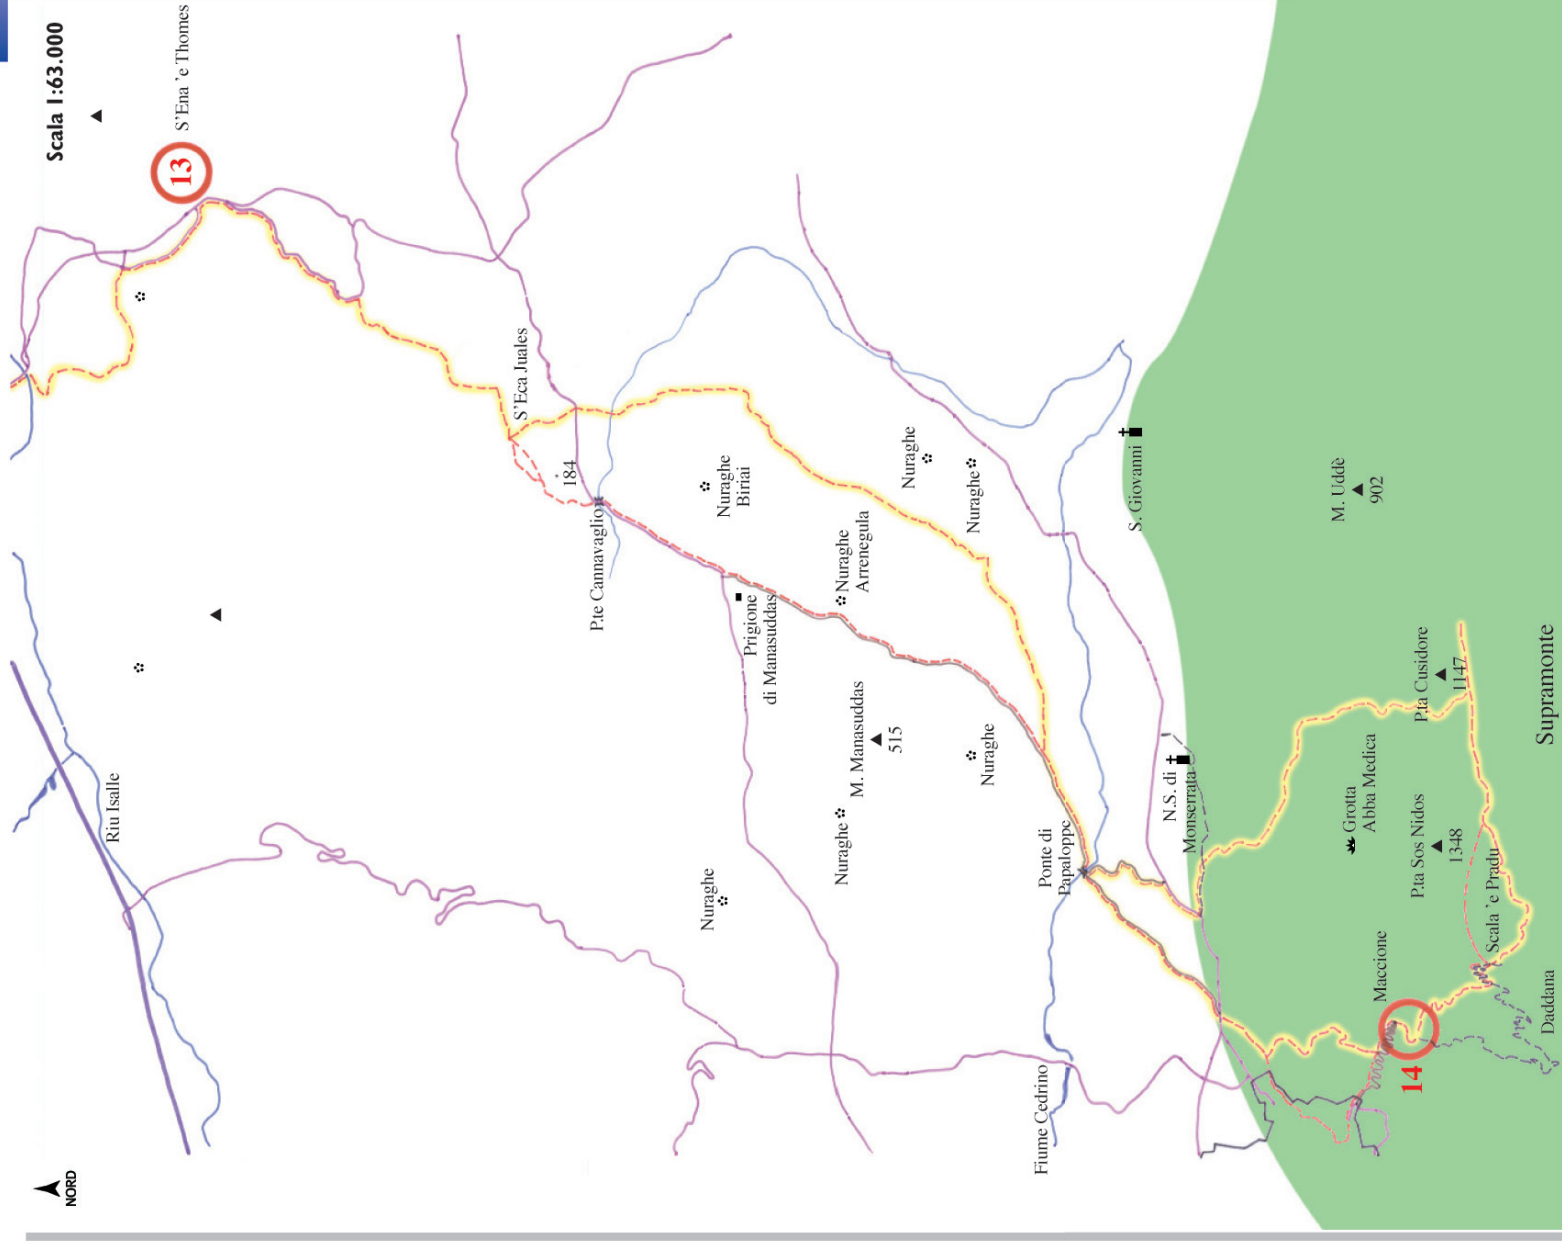 Scala 1:63.000
13
S'Ena 'e Thomes
S'Eca Juales
184
P.te Cannavaglio
Nuraghe
Biriai
Nuraghe
Nuraghe
Nuraghe
Arrenegula
Prigione
di Manasuddas
M. Manasuddas
515
Nuraghe
Nuraghe
Nuraghe
Riu Isalle
Ponte di
Papaloppe
S. Giovanni
M. Uddè
902
N.S. di
Monserrata
P.ta Cusidore
1147
Supramonte
Grotta
Abba Medica
P.ta Sos Nidos
1348
Scala 'e Pradu
Maccione
14
Daddana
Fiume Cedrino
NORD